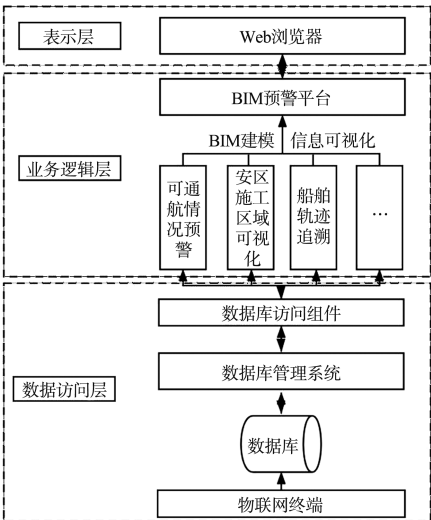 表示层
Web浏览器
BIM预警平台
BIM建模
信息可视化
业务逻辑层
可通
航情
况预
警
安区
施工
区域
可视
化
船舶
轨迹
追溯
…
数据库访问组件
数据库管理系统
数据访问层
数据库
物联网终端